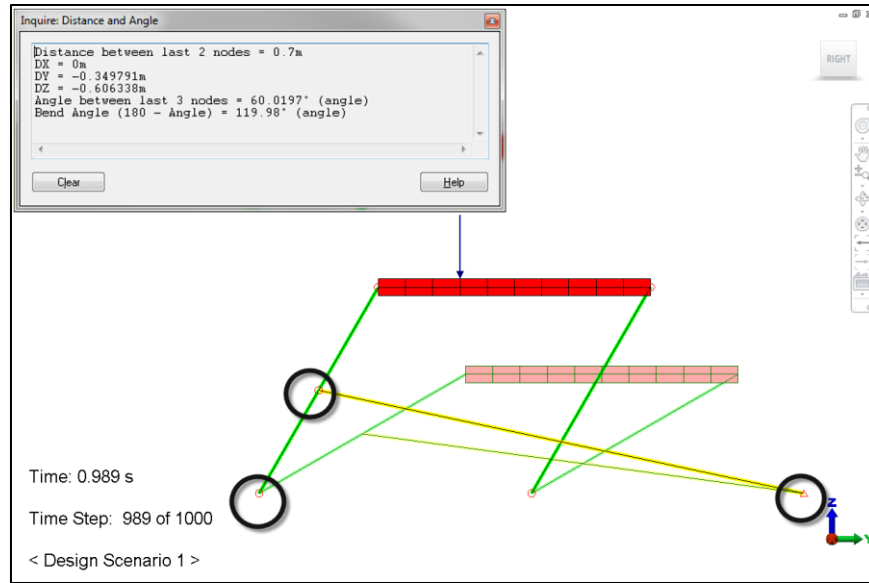 Inquire: Distance and Angle
Distance between last 2 nodes = 0.7m
DX = 0m
DY = -0.349791m
DZ = -0.606338m
Angle between last 3 nodes = 60.0197° (angle)
Bend Angle (180 - Angle) = 119.98° (angle)
Clear
Help
RIGHT
Time: 0.989 s
Time Step: 989 of 1000
< Design Scenario 1 >
Z
Y